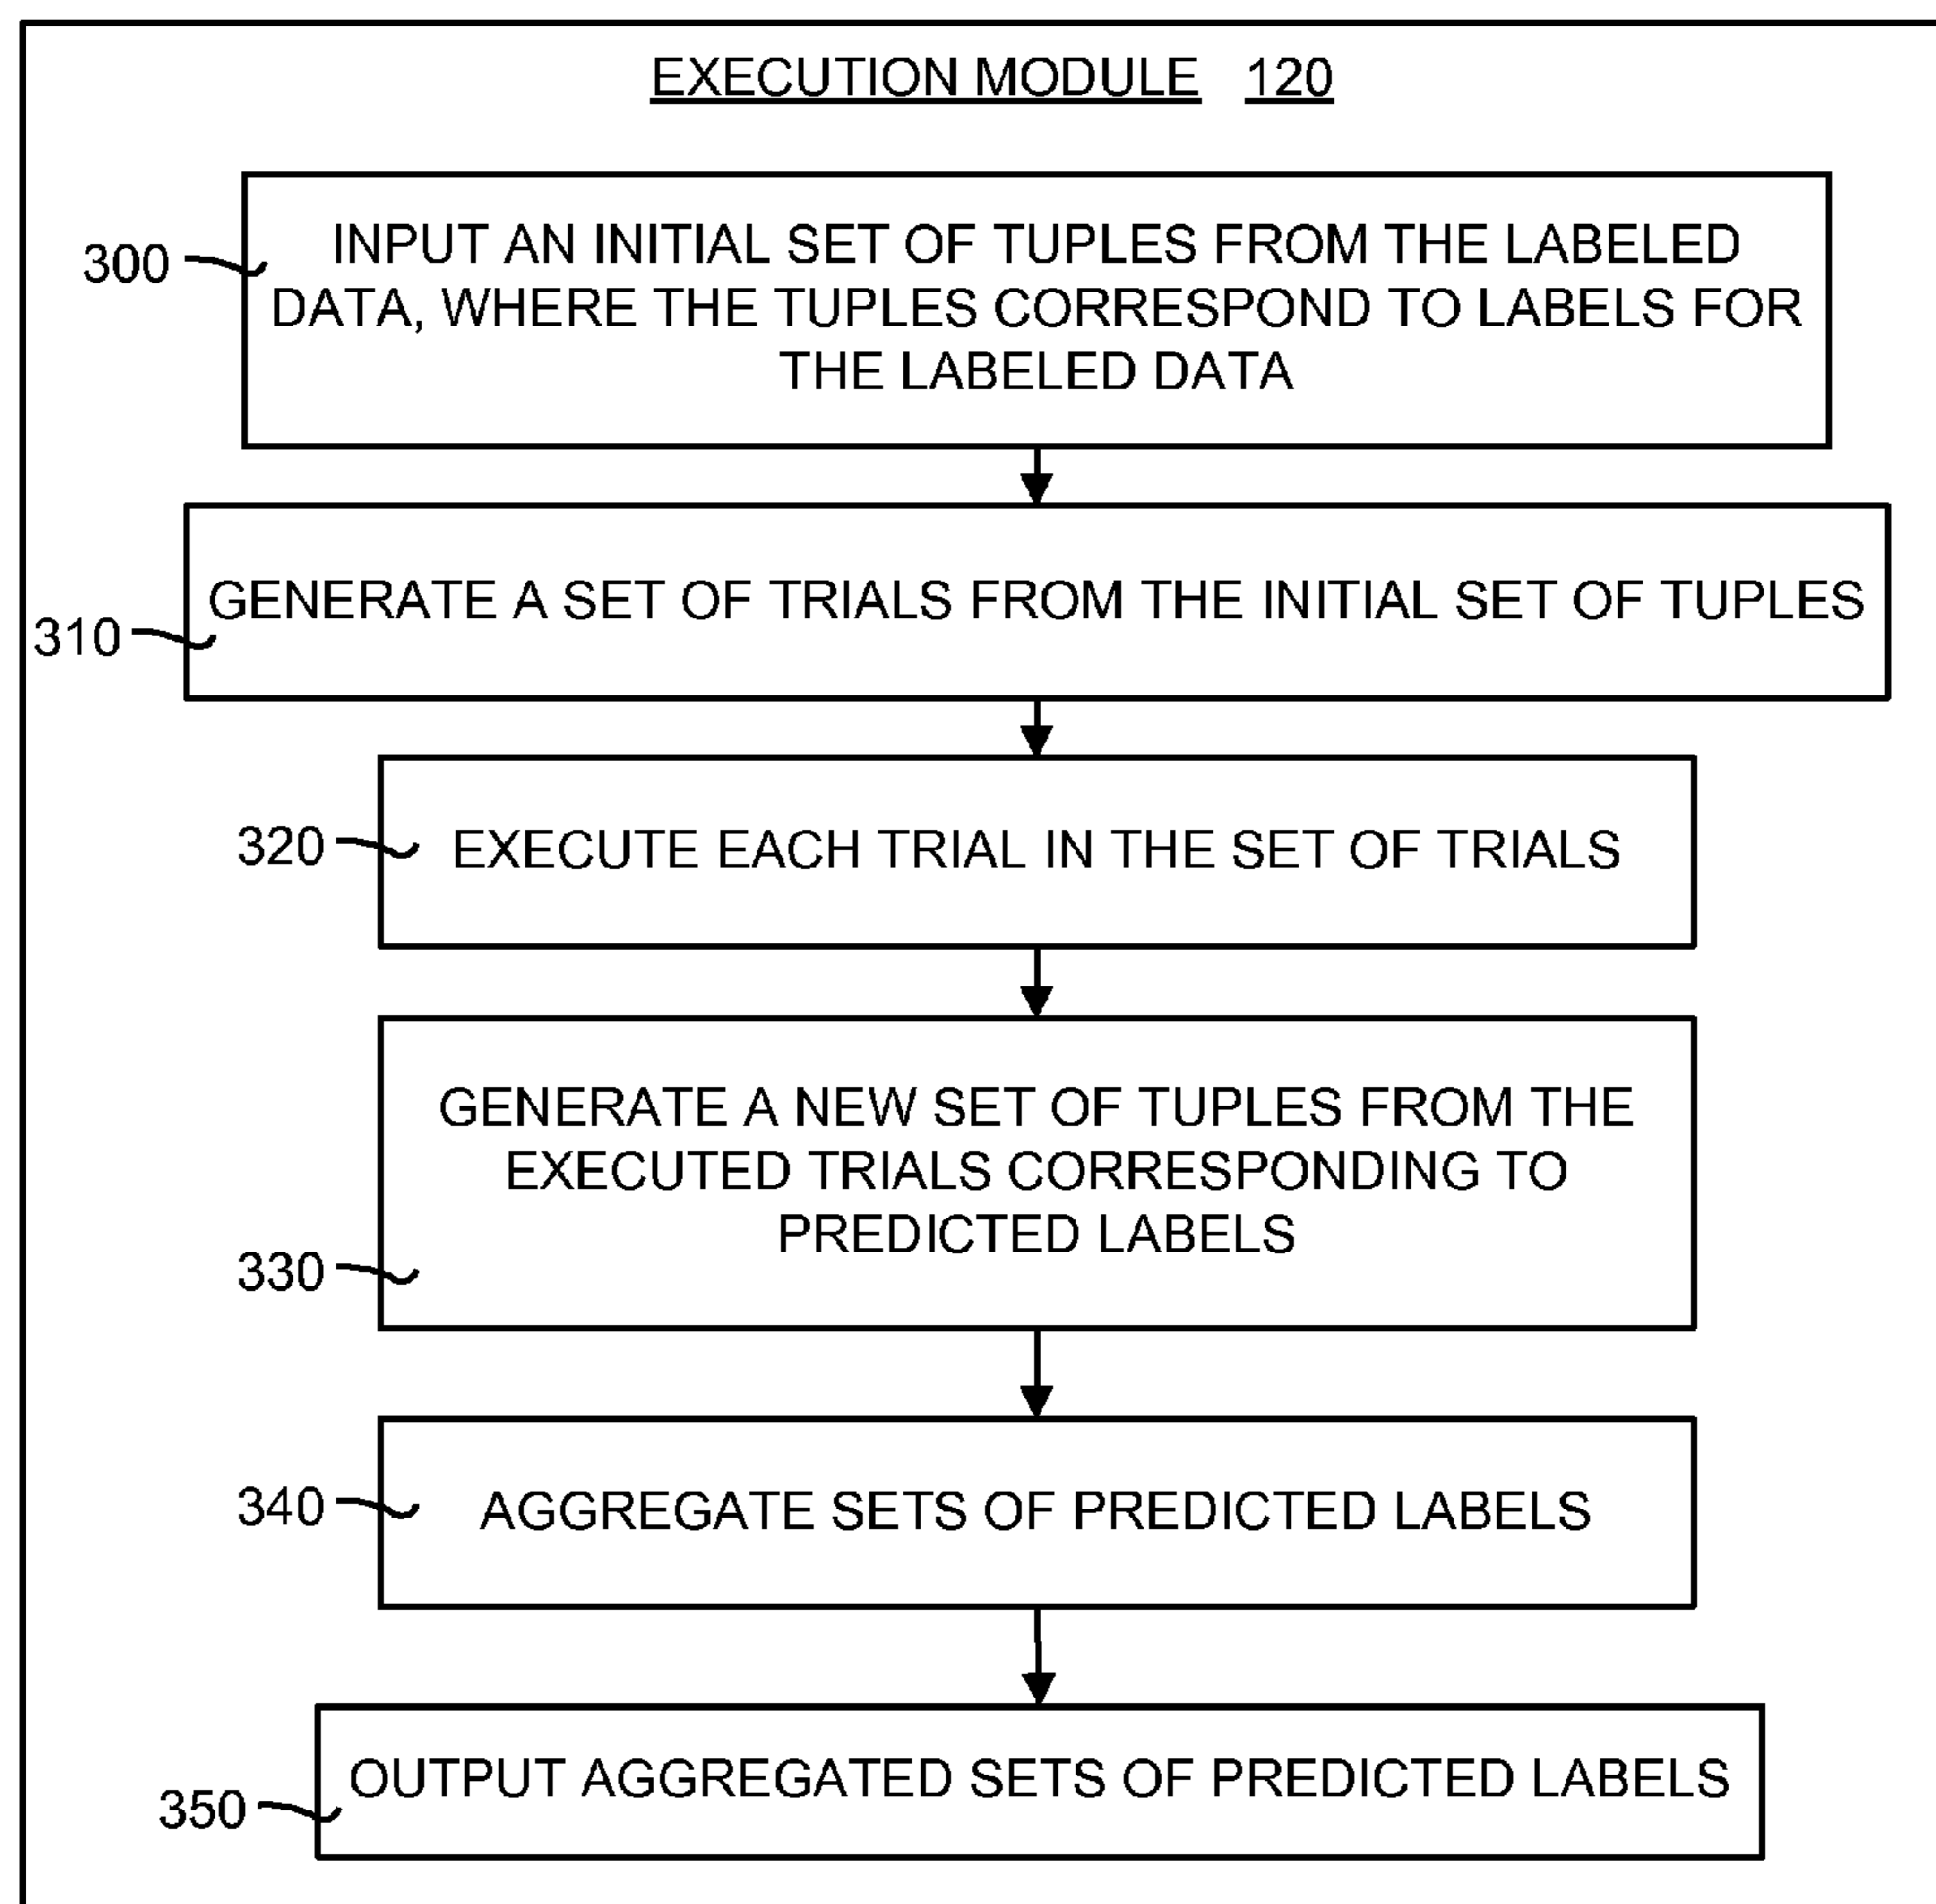 EXECUTION MODULE 120
300
INPUT AN INITIAL SET OF TUPLES FROM THE LABELED
DATA, WHERE THE TUPLES CORRESPOND TO LABELS FOR
THE LABELED DATA
310
GENERATE A SET OF TRIALS FROM THE INITIAL SET OF TUPLES
320
EXECUTE EACH TRIAL IN THE SET OF TRIALS
330
GENERATE A NEW SET OF TUPLES FROM THE
EXECUTED TRIALS CORRESPONDING TO
PREDICTED LABELS
340
AGGREGATE SETS OF PREDICTED LABELS
350
OUTPUT AGGREGATED SETS OF PREDICTED LABELS